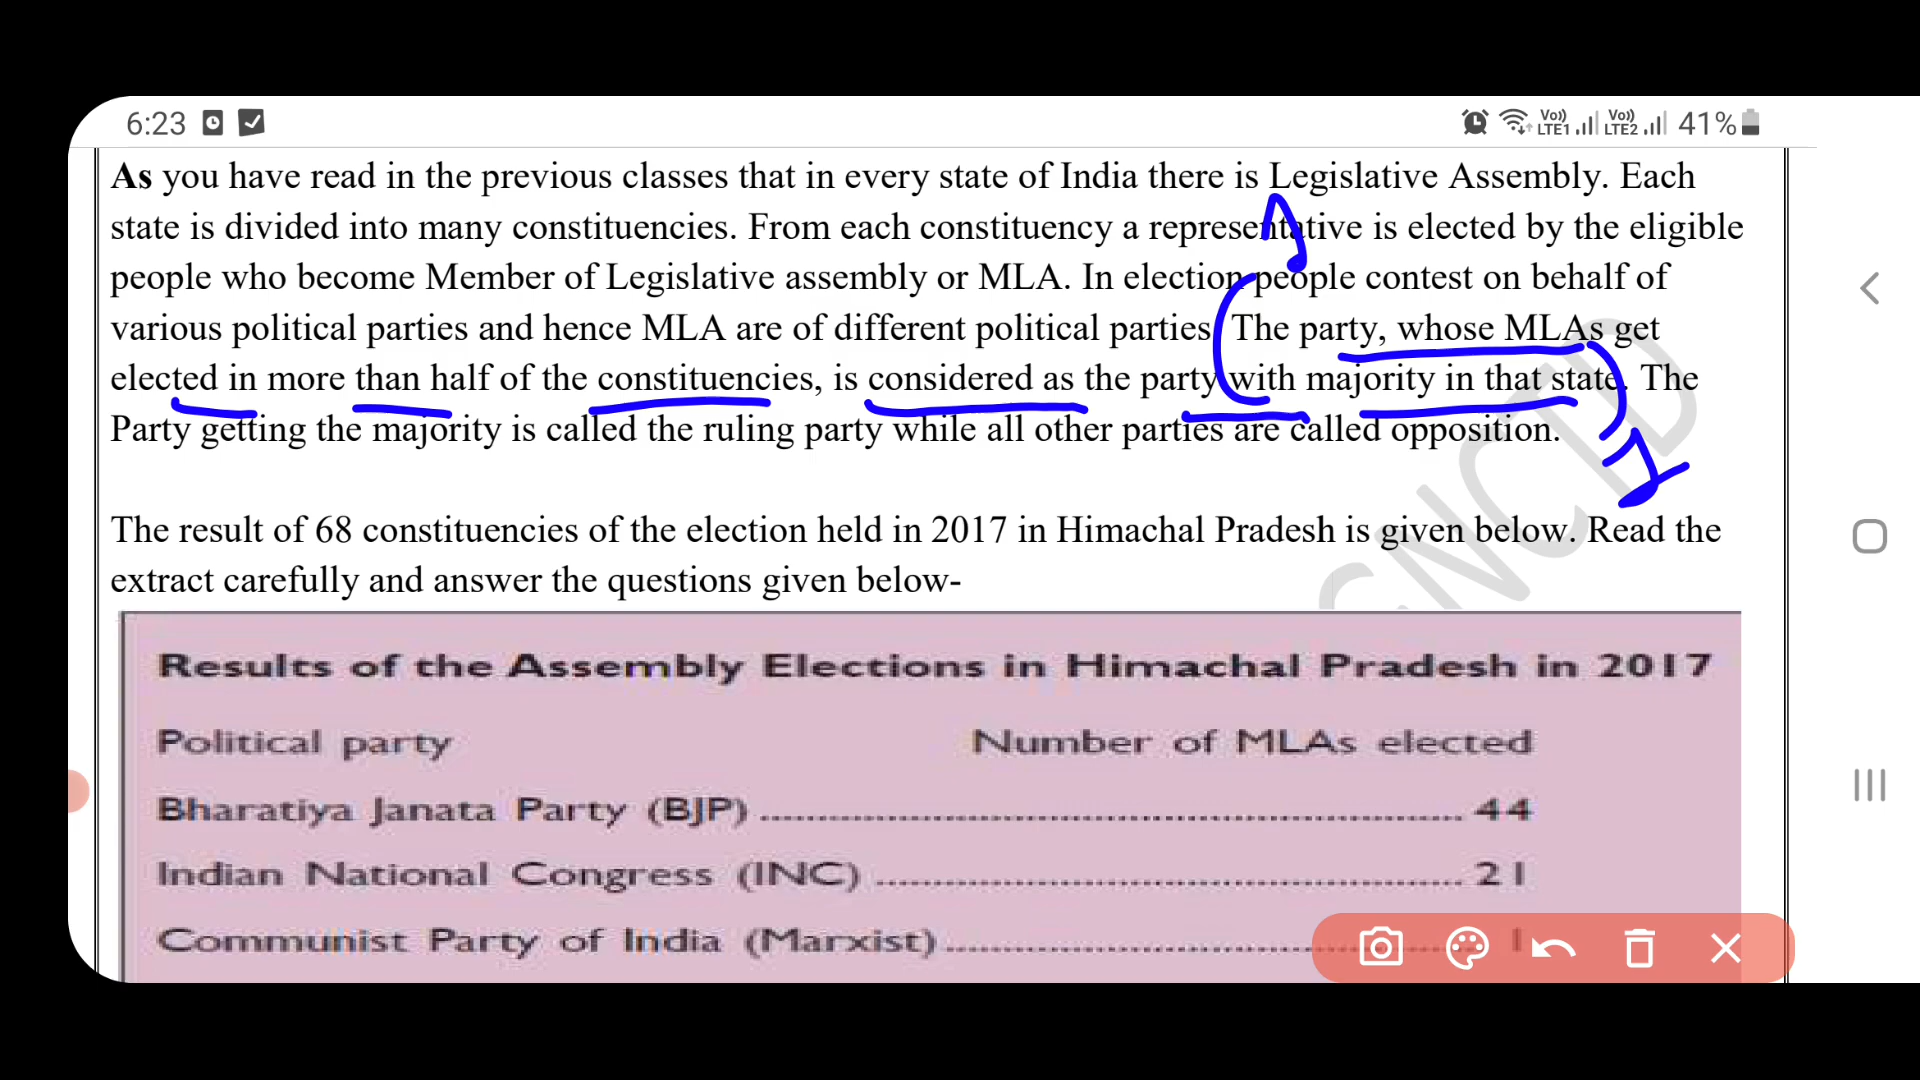 6:23
Vo)) LTE1 Vo)) LTE2 41%
As you have read in the previous classes that in every state of India there is Legislative Assembly. Each
state is divided into many constituencies. From each constituency a representative is elected by the eligible
people who become Member of Legislative assembly or MLA. In election people contest on behalf of
various political parties and hence MLA are of different political parties The party, whose MLAs get
elected in more than half of the constituencies, is considered as the party with majority in that state. The
Party getting the majority is called the ruling party while all other parties are called opposition.
The result of 68 constituencies of the election held in 2017 in Himachal Pradesh is given below. Read the
extract carefully and answer the questions given below-
Results of the Assembly Elections in Himachal Pradesh in 2017
Political party Number of MLAs elected
Bharatiya Janata Party (BJP) .......... 44
Indian National Congress (INC) .......... 21
Communist Party of India (Marxist) .......... 1